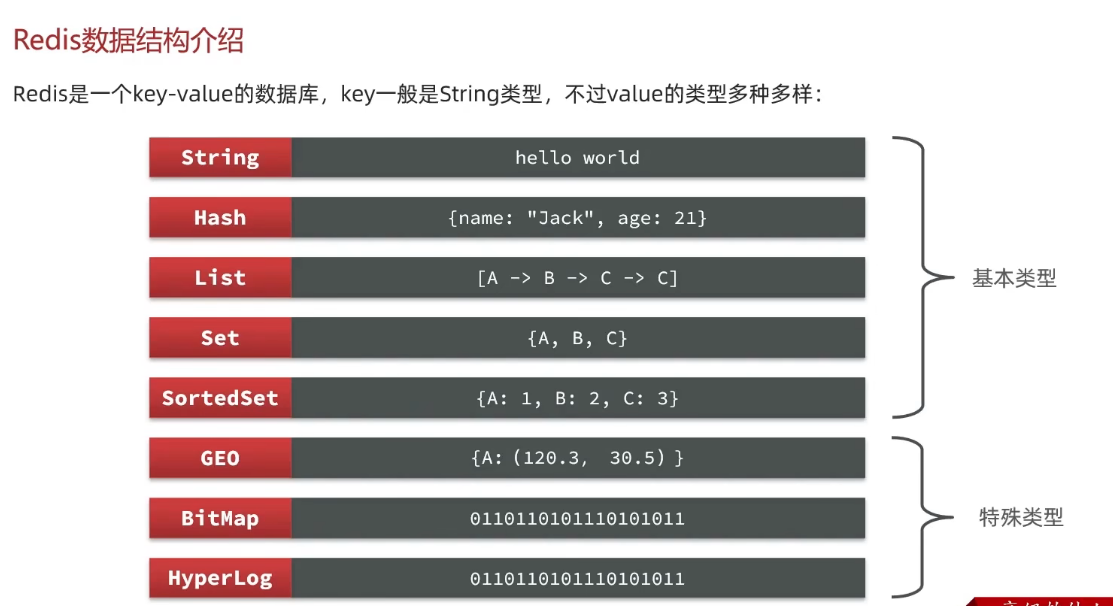 Redis数据结构介绍
Redis是一个key-value的数据库，key一般是String类型，不过value的类型多种多样：
String hello world
Hash {name: "Jack", age: 21}
List [A -> B -> C -> C]
Set {A, B, C}
SortedSet {A: 1, B: 2, C: 3}
基本类型
GEO {A: (120.3, 30.5) }
BitMap 0110110101110101011
HyperLog 0110110101110101011
特殊类型